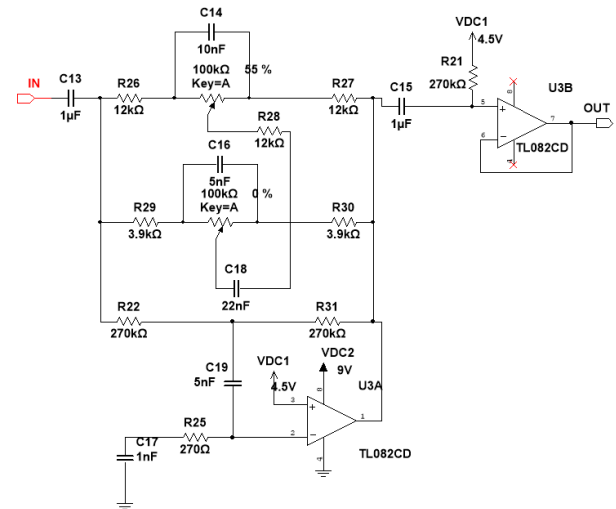 C14
10nF
VDC1
4.5V
IN
C13
1µF
R26
12kΩ
100kΩ 55 %
Key=A
R27
12kΩ
C15
1µF
R21
270kΩ
U3B
8
5
6
7
4
OUT
TL082CD
R28
12kΩ
C16
5nF
100kΩ 0 %
Key=A
R29
3.9kΩ
R30
3.9kΩ
C18
22nF
R22
270kΩ
R31
270kΩ
C19
5nF
VDC1
4.5V
VDC2
9V
U3A
8
3
2
1
4
TL082CD
R25
270Ω
C17
1nF